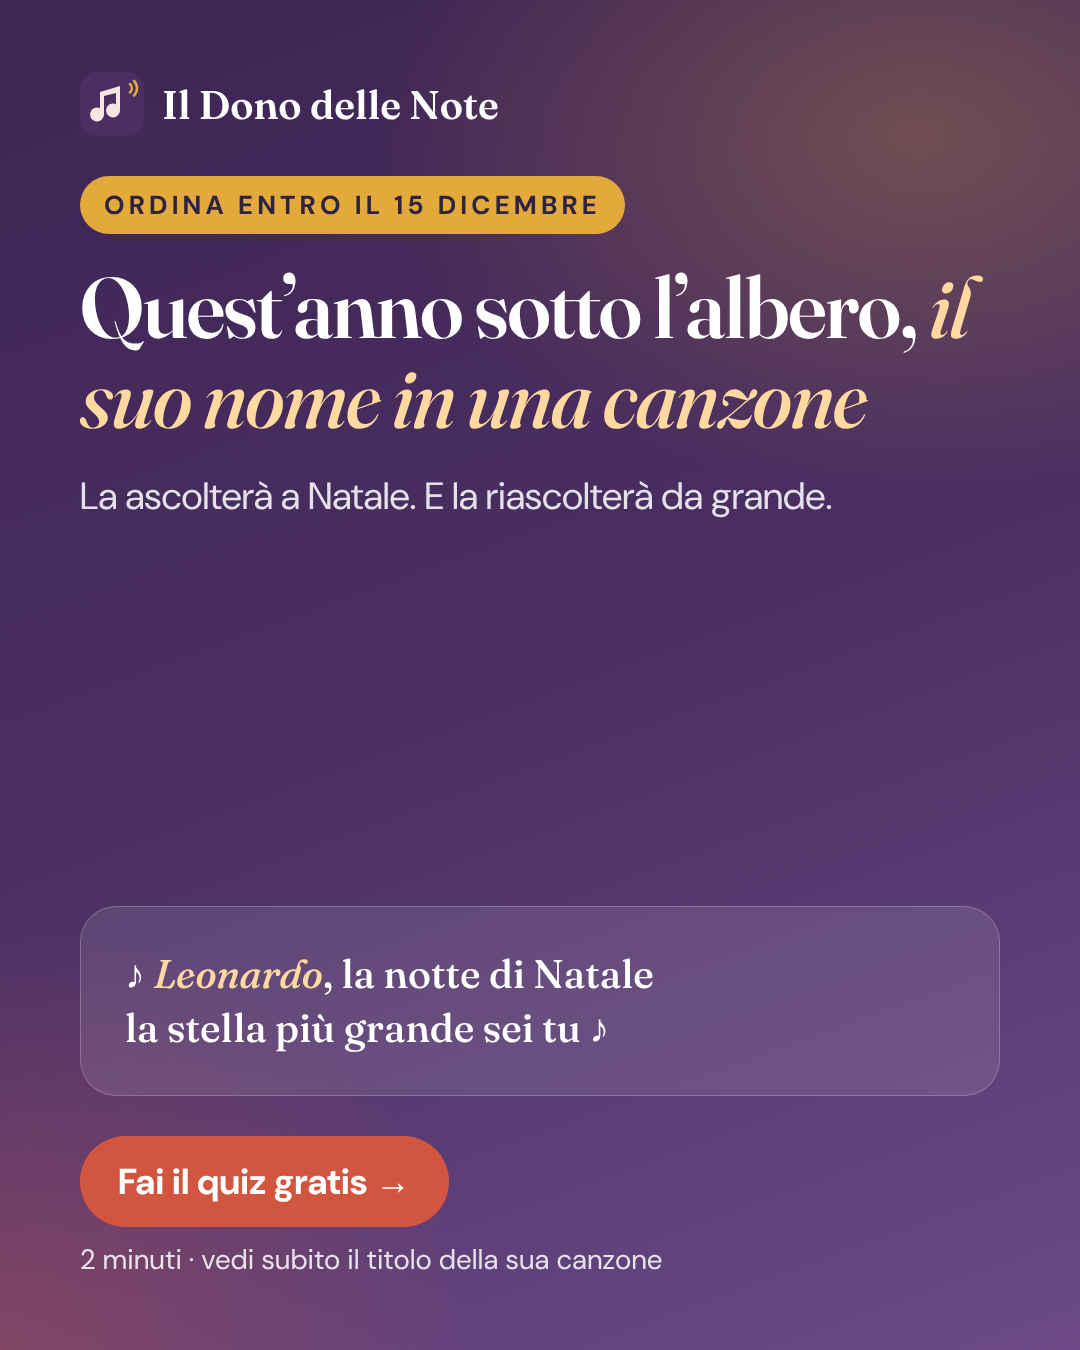 Il Dono delle Note
ORDINA ENTRO IL 15 DICEMBRE
Quest’anno sotto l’albero, il
suo nome in una canzone
La ascolterà a Natale. E la riascolterà da grande.
♪ Leonardo, la notte di Natale
la stella più grande sei tu ♪
Fai il quiz gratis →
2 minuti · vedi subito il titolo della sua canzone